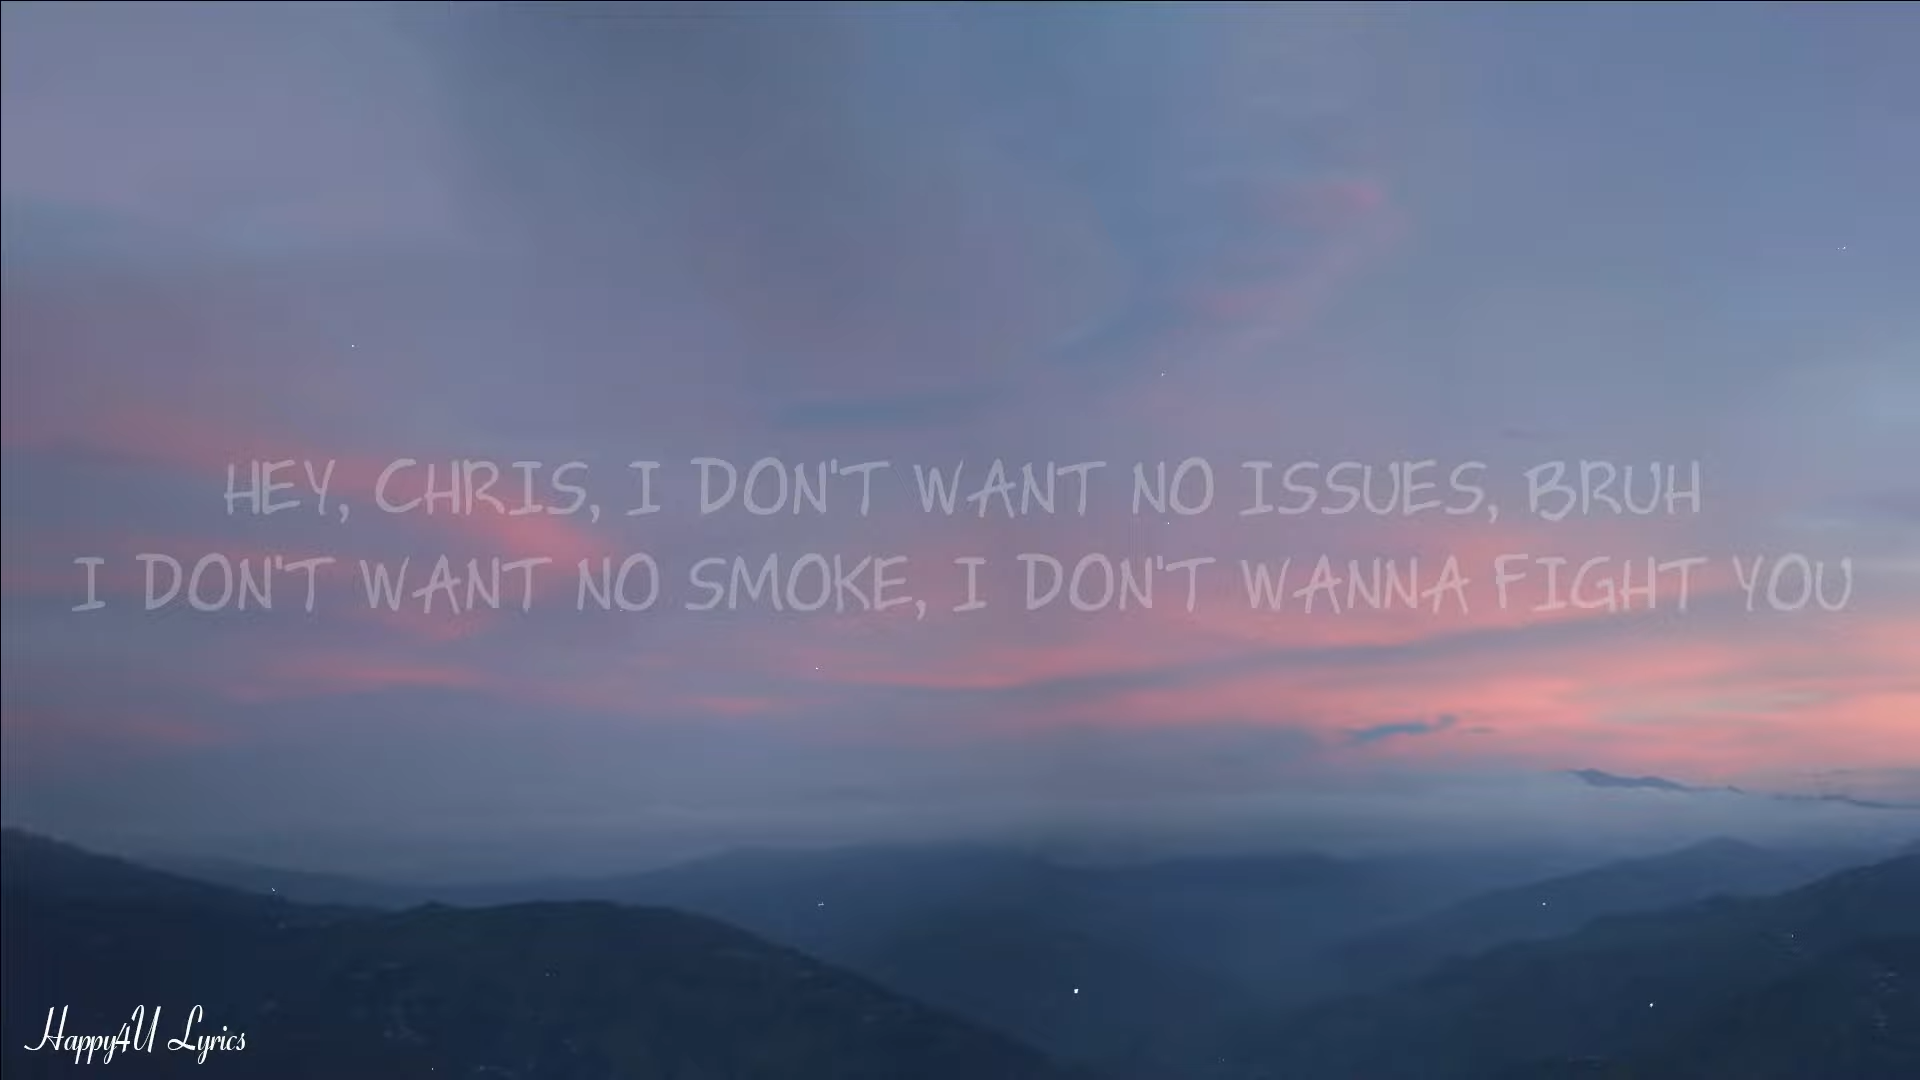 HEY, CHRIS, I DON'T WANT NO ISSUES, BRUH
I DON'T WANT NO SMOKE, I DON'T WANNA FIGHT YOU
Happy4U Lyrics